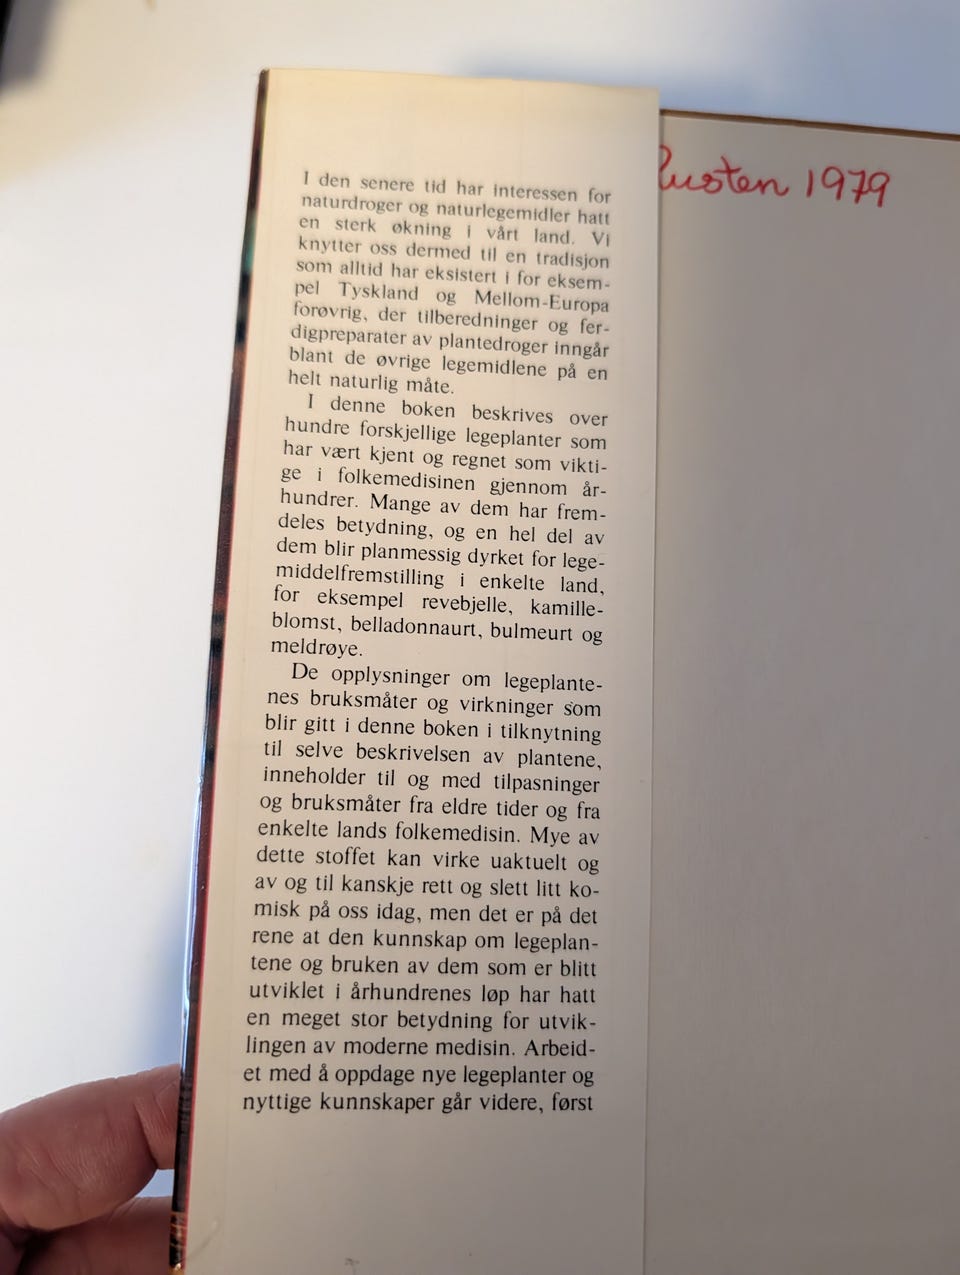 I den senere tid har interessen for
naturdroger og naturlegemidler hatt
en sterk økning i vårt land. Vi
knytter oss dermed til en tradisjon
som alltid har eksistert i for eksem-
pel Tyskland og Mellom-Europa
forøvrig, der tilberedninger og fer-
digpreparater av plantedroger inngår
blant de øvrige legemidlene på en
helt naturlig måte.
I denne boken beskrives over
hundre forskjellige legeplanter som
har vært kjent og regnet som vikti-
ge i folkemedisinen gjennom år-
hundrer. Mange av dem har frem-
deles betydning, og en hel del av
dem blir planmessig dyrket for lege-
middelfremstilling i enkelte land,
for eksempel revebjelle, kamille-
blomst, belladonnaurt, bulmeurt og
meldrøye.
De opplysninger om legeplante-
nes bruksmåter og virkninger som
blir gitt i denne boken i tilknytning
til selve beskrivelsen av plantene,
inneholder til og med tilpasninger
og bruksmåter fra eldre tider og fra
enkelte lands folkemedisin. Mye av
dette stoffet kan virke uaktuelt og
av og til kanskje rett og slett litt ko-
misk på oss idag, men det er på det
rene at den kunnskap om legeplan-
tene og bruken av dem som er blitt
utviklet i århundrenes løp har hatt
en meget stor betydning for utvik-
lingen av moderne medisin. Arbeid-
et med å oppdage nye legeplanter og
nyttige kunnskaper går videre, først
1979